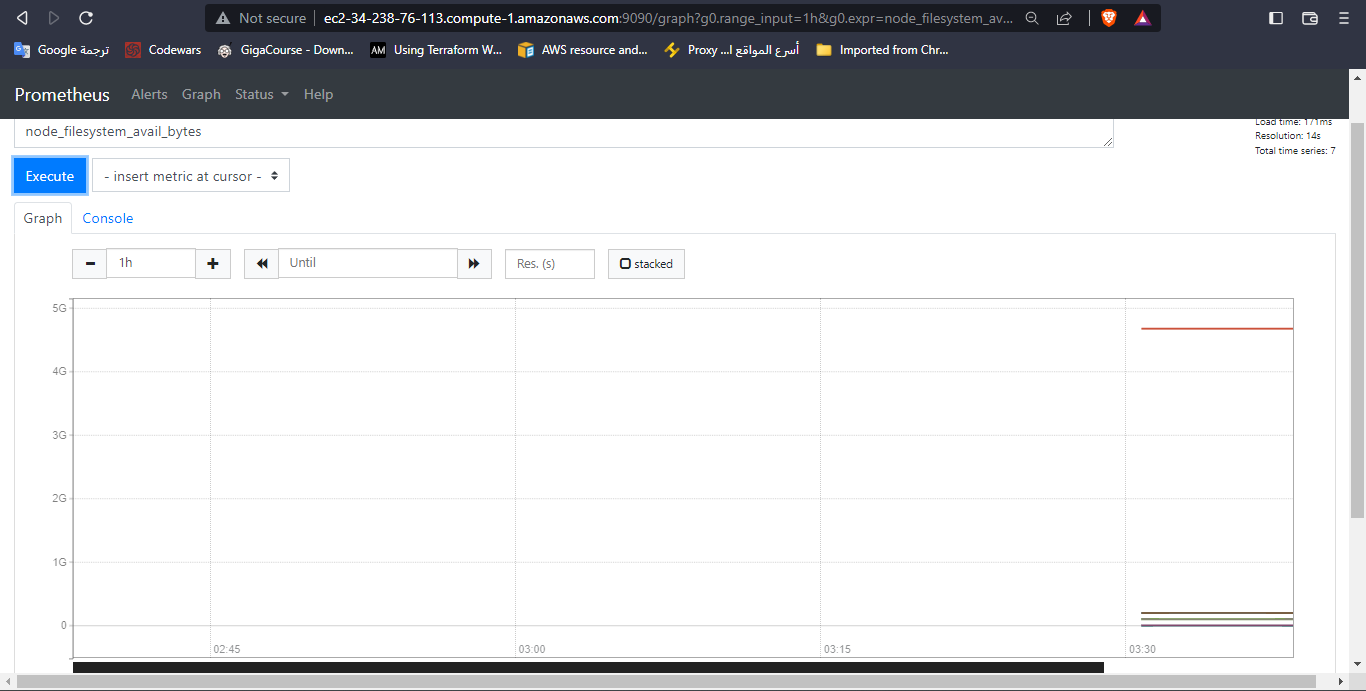 Not secure ec2-34-238-76-113.compute-1.amazonaws.com:9090/graph?g0.range_input=1h&g0.expr=node_filesystem_av...
ترجمة Google Codewars GigaCourse - Down... AM Using Terraform W... AWS resource and... Proxy أسرع المواقع ا... Imported from Chr...
Prometheus Alerts Graph Status Help
node_filesystem_avail_bytes
Load time: 171ms
Resolution: 14s
Total time series: 7
Execute - insert metric at cursor -
Graph Console
1h Until Res. (s) stacked
5G
4G
3G
2G
1G
0
02:45 03:00 03:15 03:30